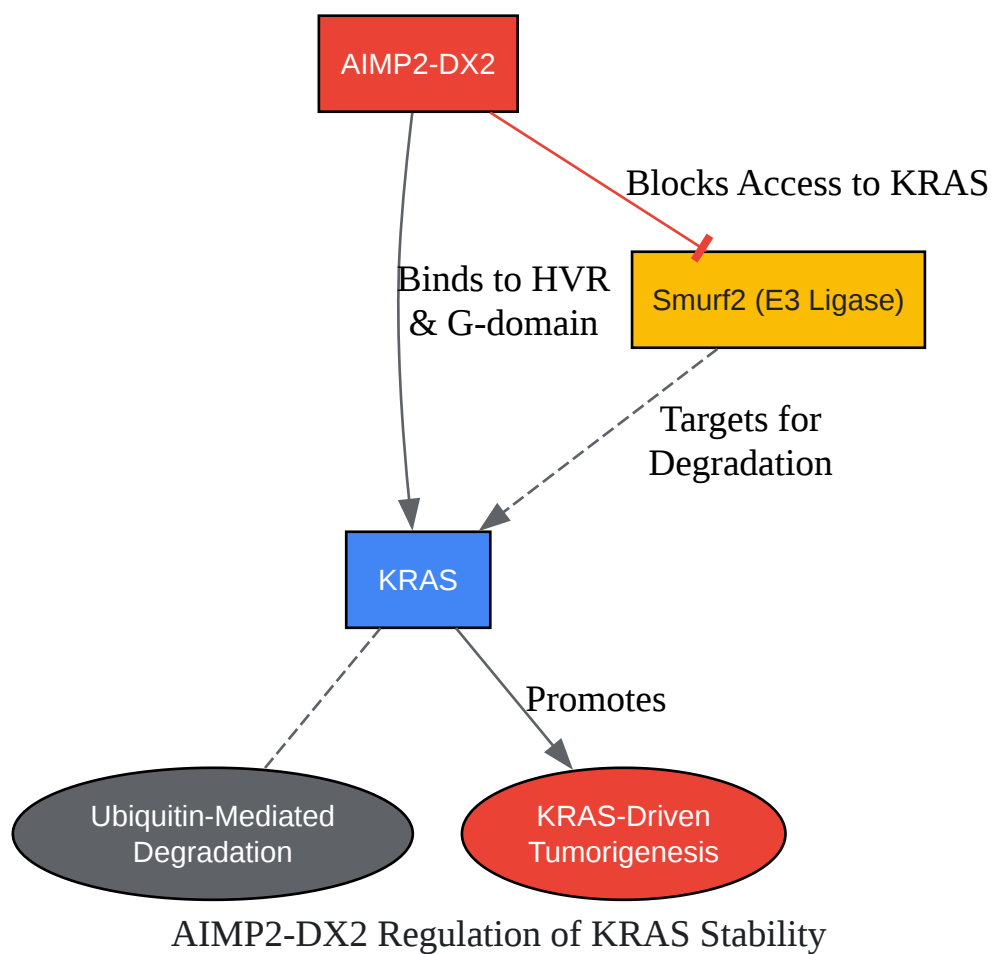 AIMP2-DX2
Blocks Access to KRAS
Binds to HVR
& G-domain
Smurf2 (E3 Ligase)
Targets for
Degradation
KRAS
Promotes
Ubiquitin-Mediated
Degradation
KRAS-Driven
Tumorigenesis
AIMP2-DX2 Regulation of KRAS Stability